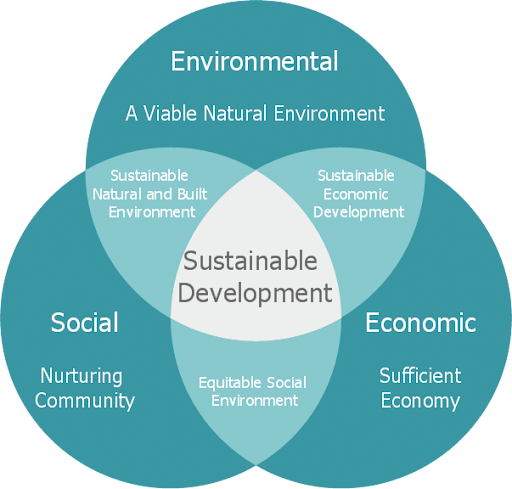 Environmental
A Viable Natural Environment
Sustainable
Natural and Built
Environment
Sustainable
Economic
Development
Sustainable
Development
Social
Nurturing
Community
Equitable Social
Environment
Economic
Sufficient
Economy